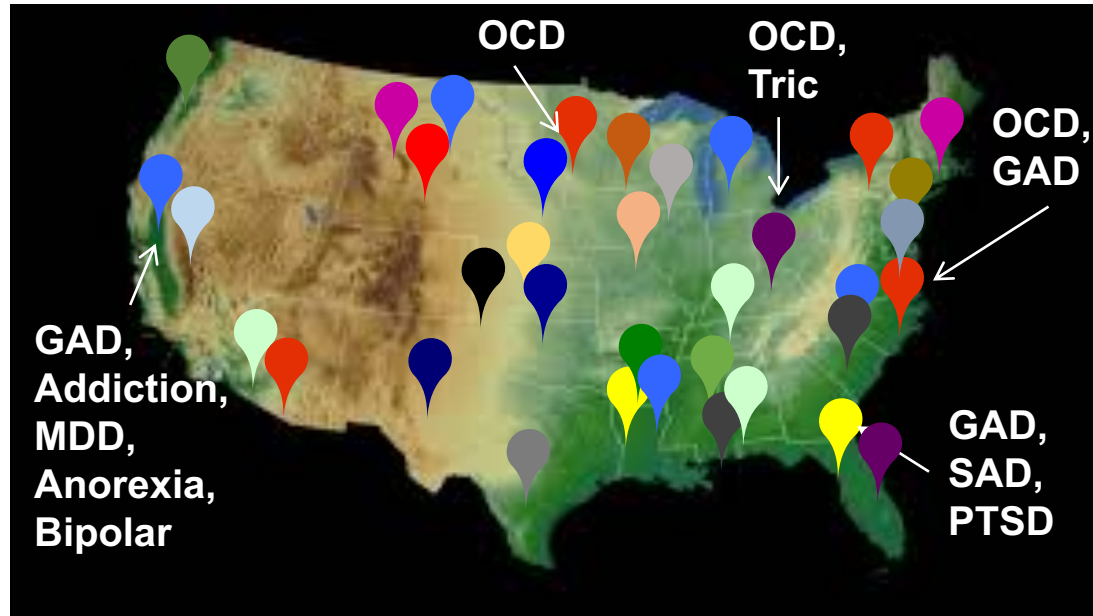 OCD
OCD,
Tric
OCD,
GAD
GAD,
Addiction,
MDD,
Anorexia,
Bipolar
GAD,
SAD,
PTSD